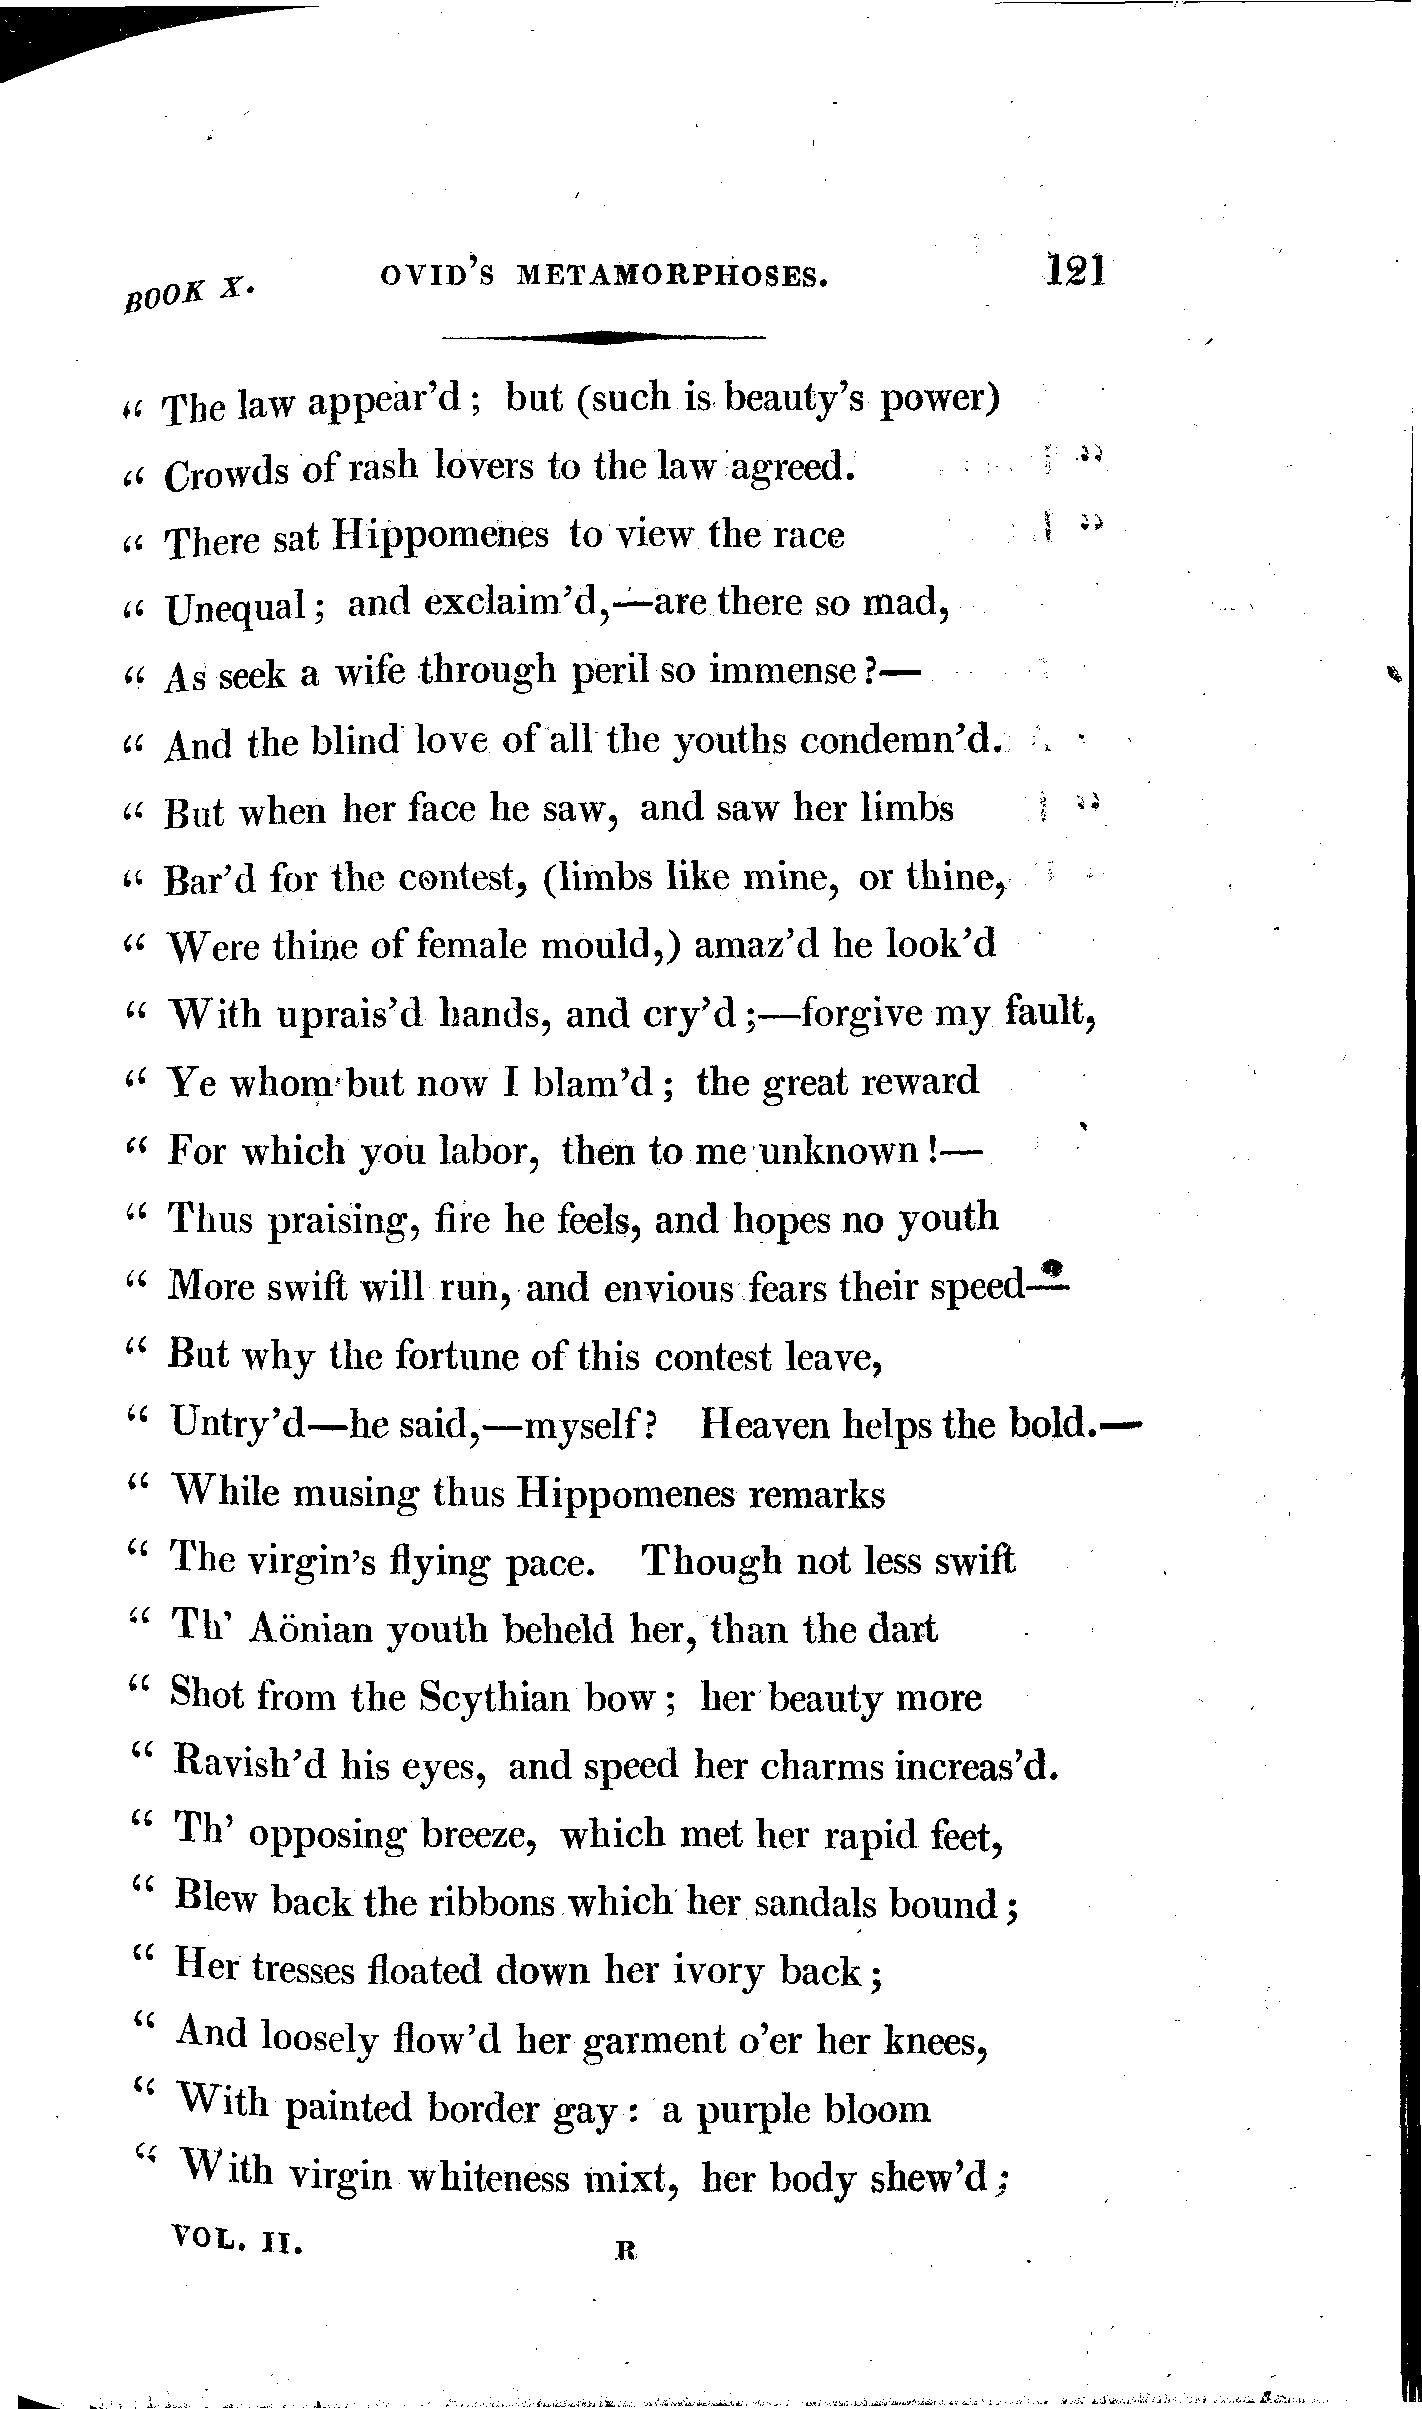 BOOK X. OVID'S METAMORPHOSES. 121
“ The law appear'd; but (such is beauty's power)
“ Crowds of rash lovers to the law agreed.
“ There sat Hippomenes to view the race
“ Unequal; and exclaim'd,—are there so mad,
“ As seek a wife through peril so immense?—
“ And the blind love of all the youths condemn'd.
“ But when her face he saw, and saw her limbs
“ Bar'd for the contest, (limbs like mine, or thine,
“ Were thine of female mould,) amaz'd he look'd
“ With uprais'd hands, and cry'd;—forgive my fault,
“ Ye whom but now I blam'd; the great reward
“ For which you labor, then to me unknown!—
“ Thus praising, fire he feels, and hopes no youth
“ More swift will run, and envious fears their speed—
“ But why the fortune of this contest leave,
“ Untry'd—he said,—myself? Heaven helps the bold.—
“ While musing thus Hippomenes remarks
“ The virgin's flying pace. Though not less swift
“ Th' Aönian youth beheld her, than the dart
“ Shot from the Scythian bow; her beauty more
“ Ravish'd his eyes, and speed her charms increas'd.
“ Th' opposing breeze, which met her rapid feet,
“ Blew back the ribbons which her sandals bound;
“ Her tresses floated down her ivory back;
“ And loosely flow'd her garment o'er her knees,
“ With painted border gay: a purple bloom
“ With virgin whiteness mixt, her body shew'd;
VOL. II. R